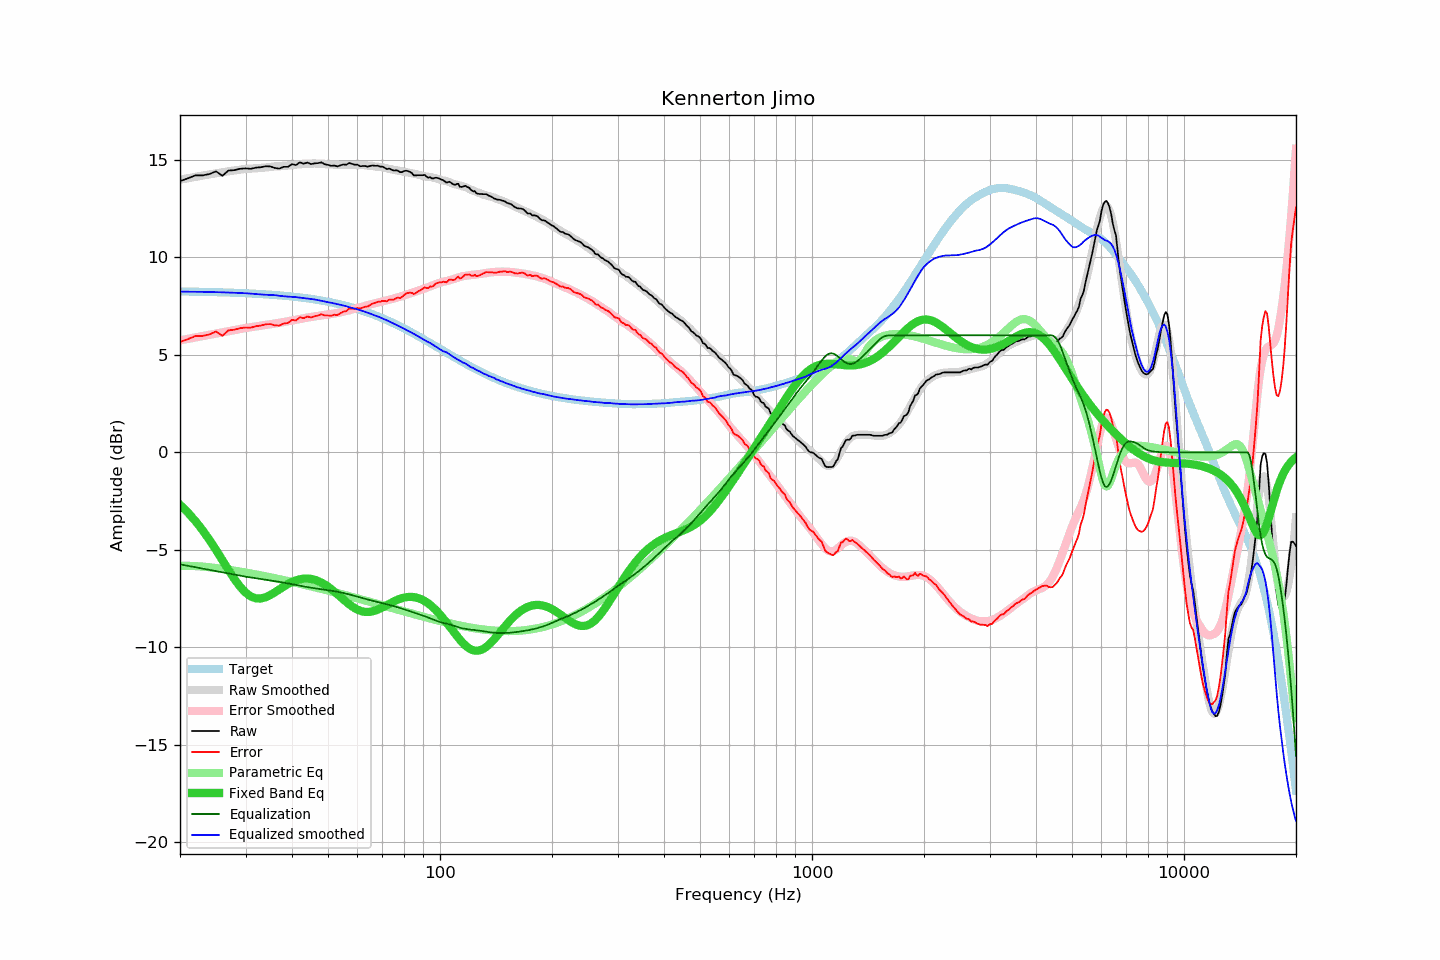 Kennerton Jimo
Amplitude (dBr)
15
10
5
0
−5
−10
−15
−20
Target
Raw Smoothed
Error Smoothed
Raw
Error
Parametric Eq
Fixed Band Eq
Equalization
Equalized smoothed
100
1000
10000
Frequency (Hz)